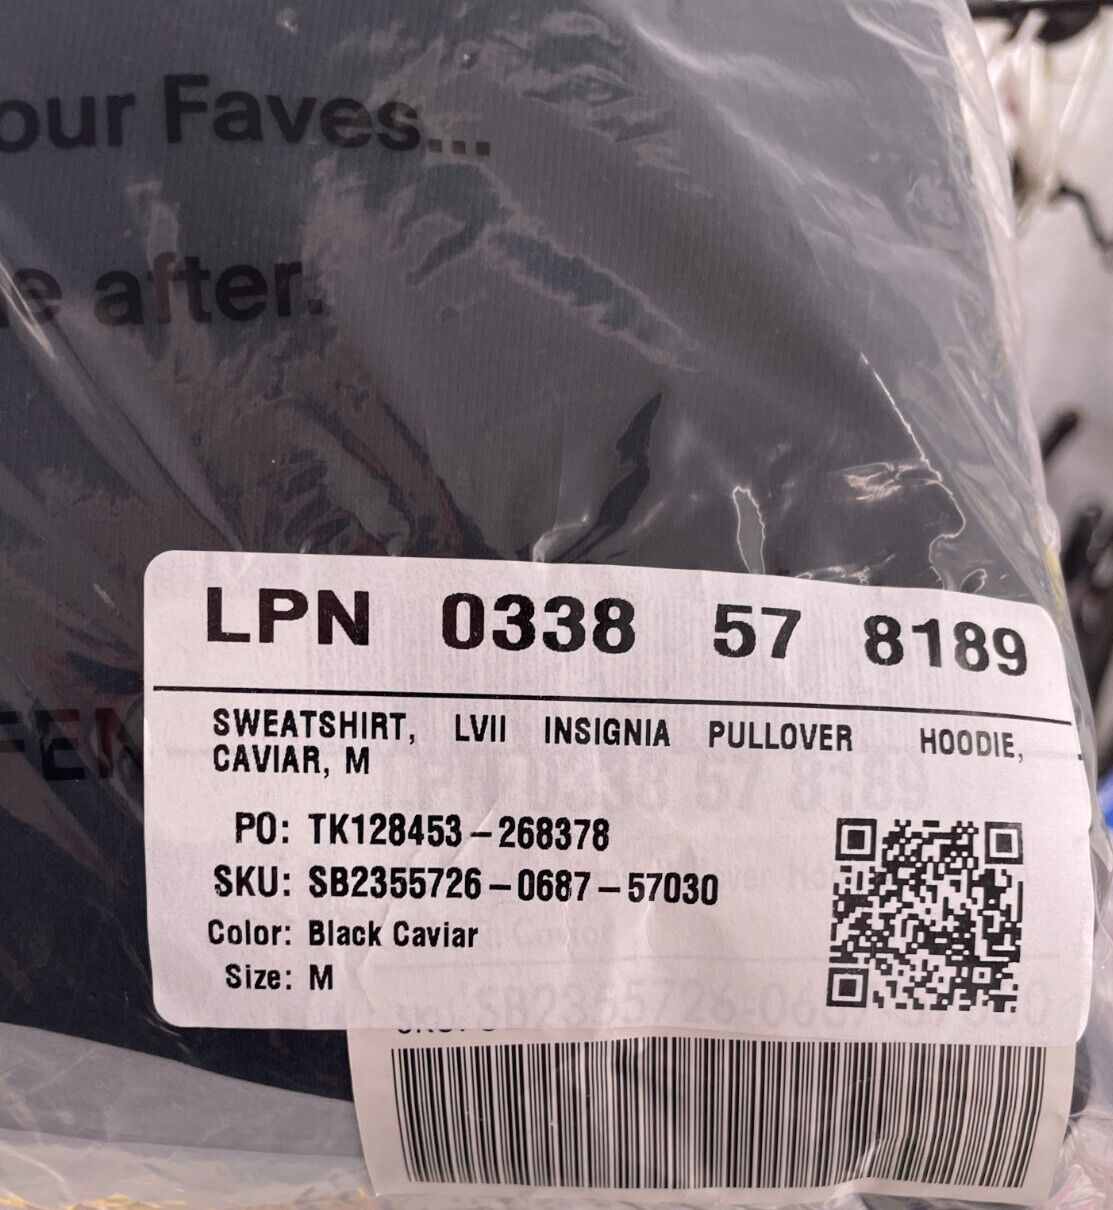 our Faves...
e after.
FEN
LPN 0338 57 8189
SWEATSHIRT, LVII INSIGNIA PULLOVER HOODIE,
CAVIAR, M
PO: TK128453-268378
SKU: SB2355726-0687-57030
Color: Black Caviar
Size: M